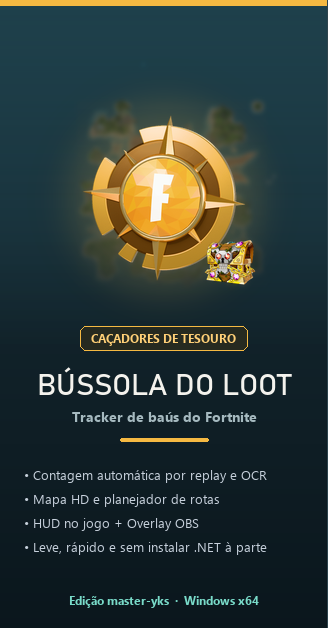 F
CAÇADORES DE TESOURO
BÚSSOLA DO LOOT
Tracker de baús do Fortnite
• Contagem automática por replay e OCR
• Mapa HD e planejador de rotas
• HUD no jogo + Overlay OBS
• Leve, rápido e sem instalar .NET à parte
Edição master-yks · Windows x64